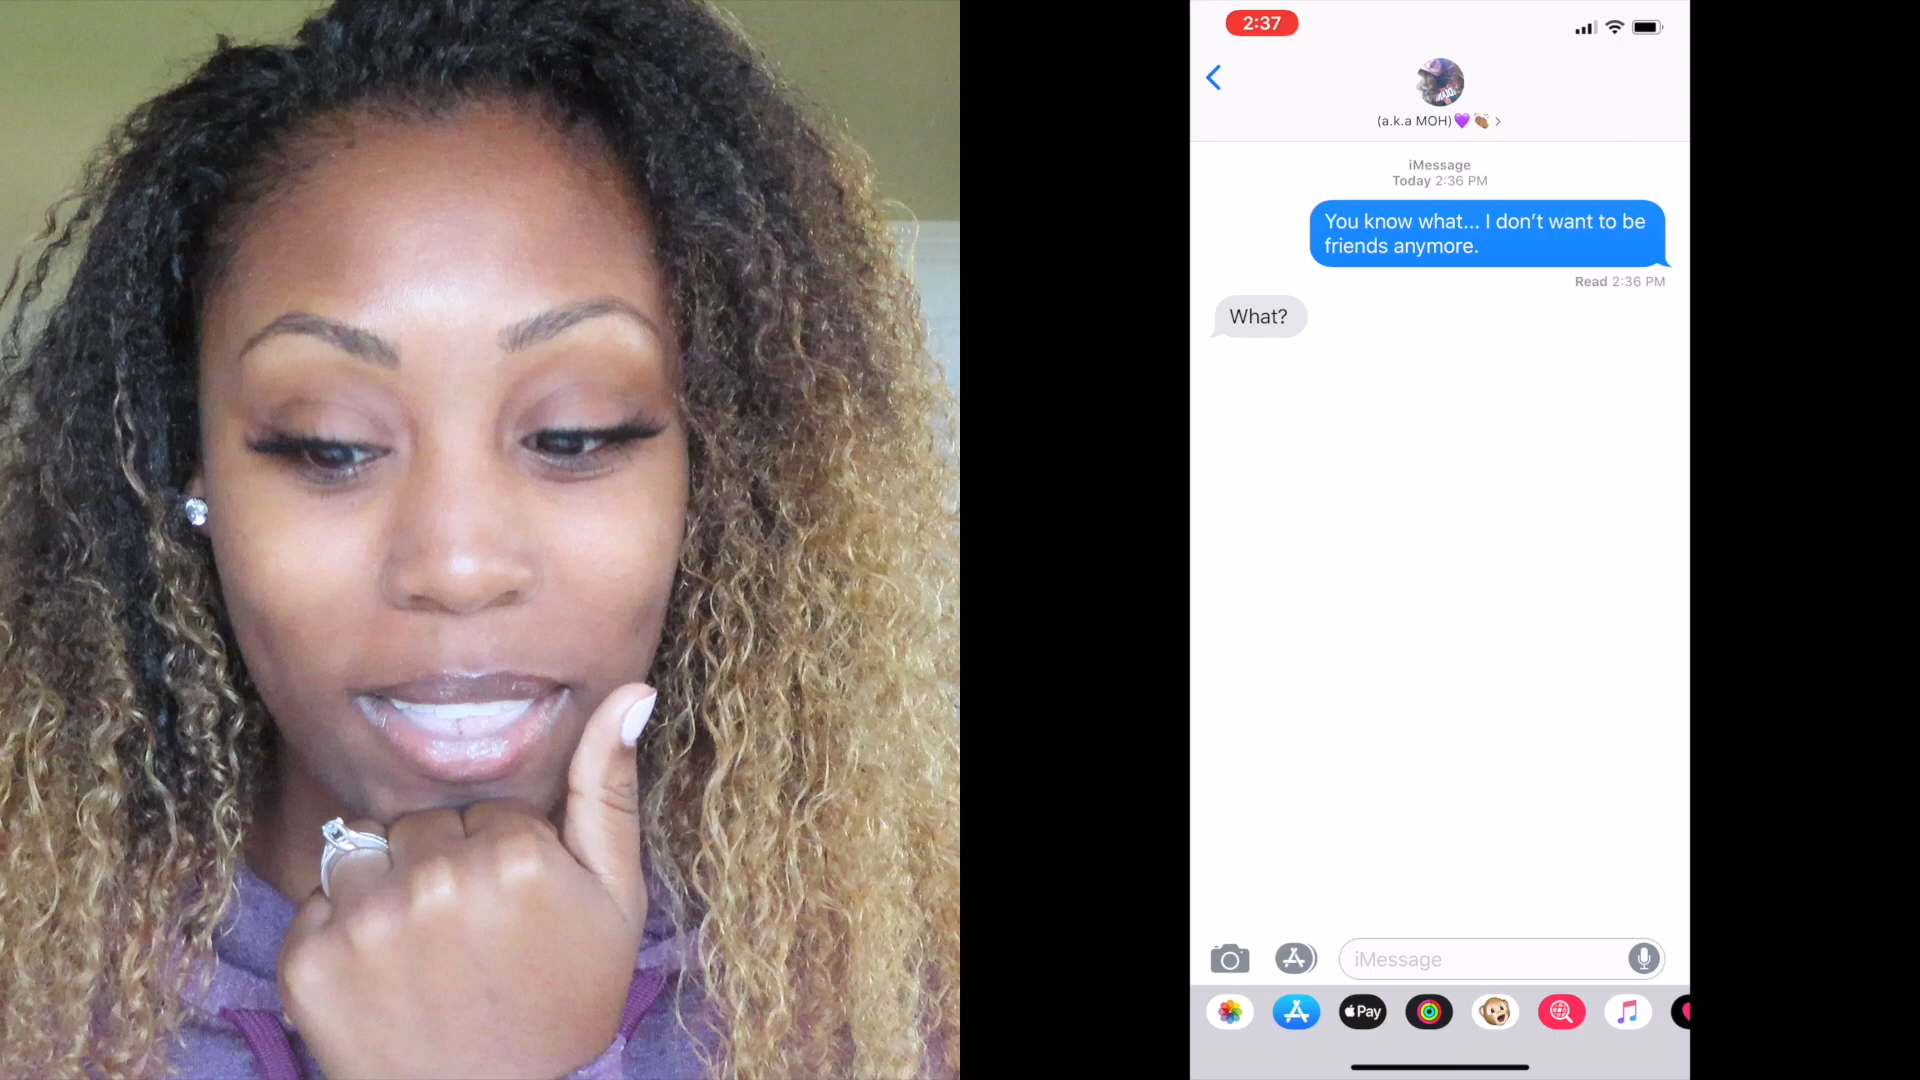 2:37
(a.k.a MOH)💜👏🏽 >
iMessage
Today 2:36 PM
You know what... I don’t want to be
friends anymore.
Read 2:36 PM
What?
iMessage
Pay